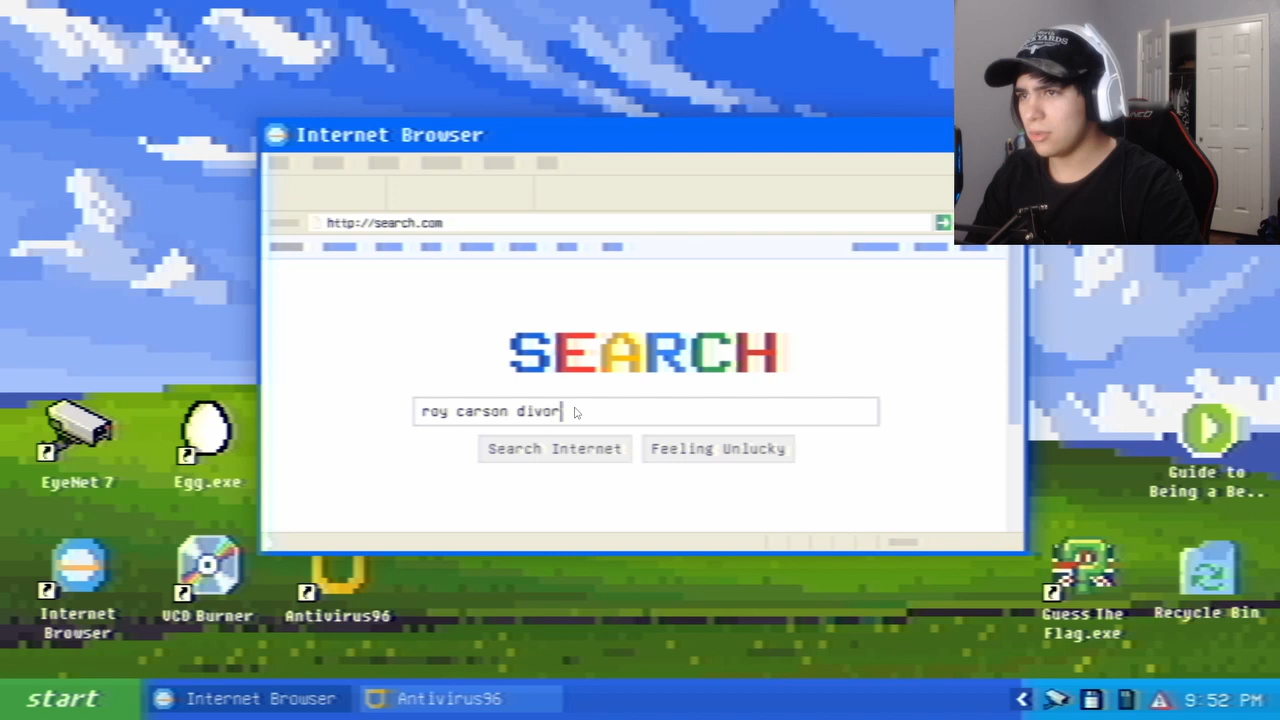 Internet Browser
http://search.com
SEARCH
roy carson divor
Search Internet
Feeling Unlucky
EyeNet 7
Egg.exe
Guide to
Being a Be..
Internet
Browser
VCD Burner
Antivirus96
Guess The
Flag.exe
Recycle Bin
start
Internet Browser
Antivirus96
9:52 PM